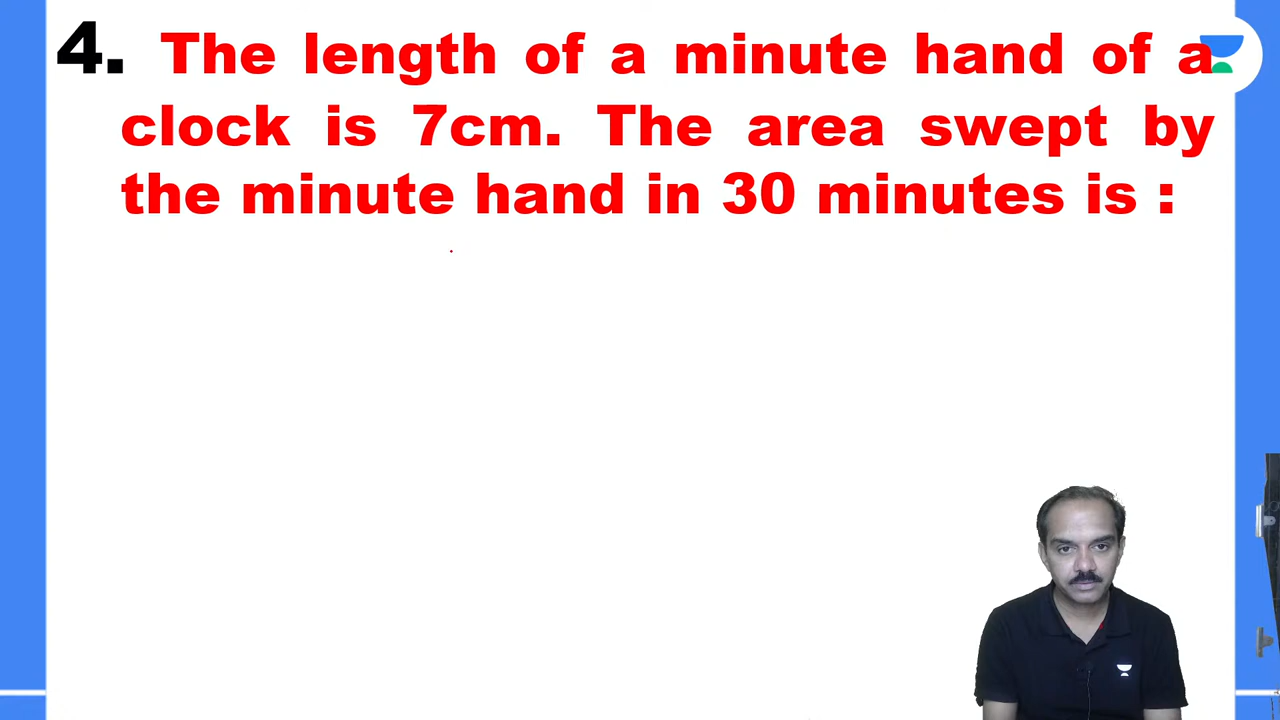 4. The length of a minute hand of a
clock is 7cm. The area swept by
the minute hand in 30 minutes is :